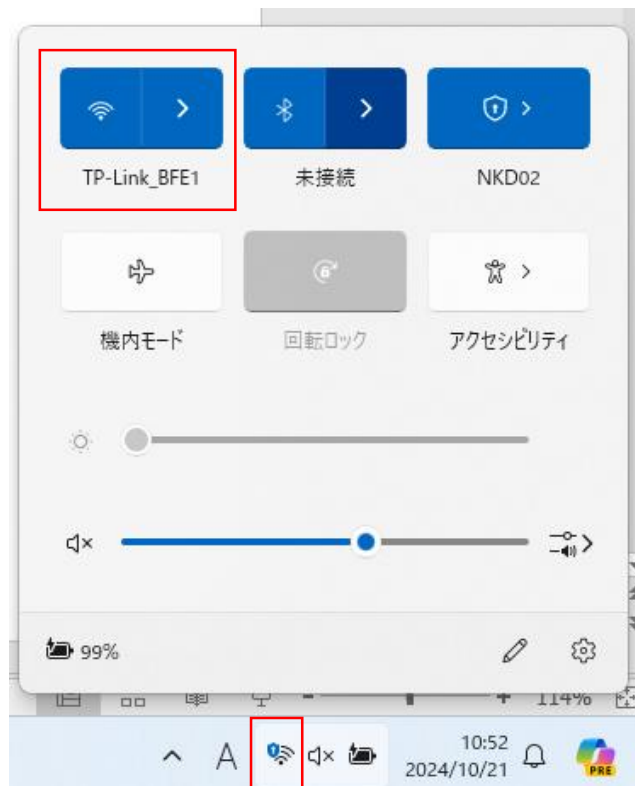 TP-Link_BFE1
未接続
NKD02
機内モード
回転ロック
アクセシビリティ
99%
114%
A
10:52
2024/10/21
PRE